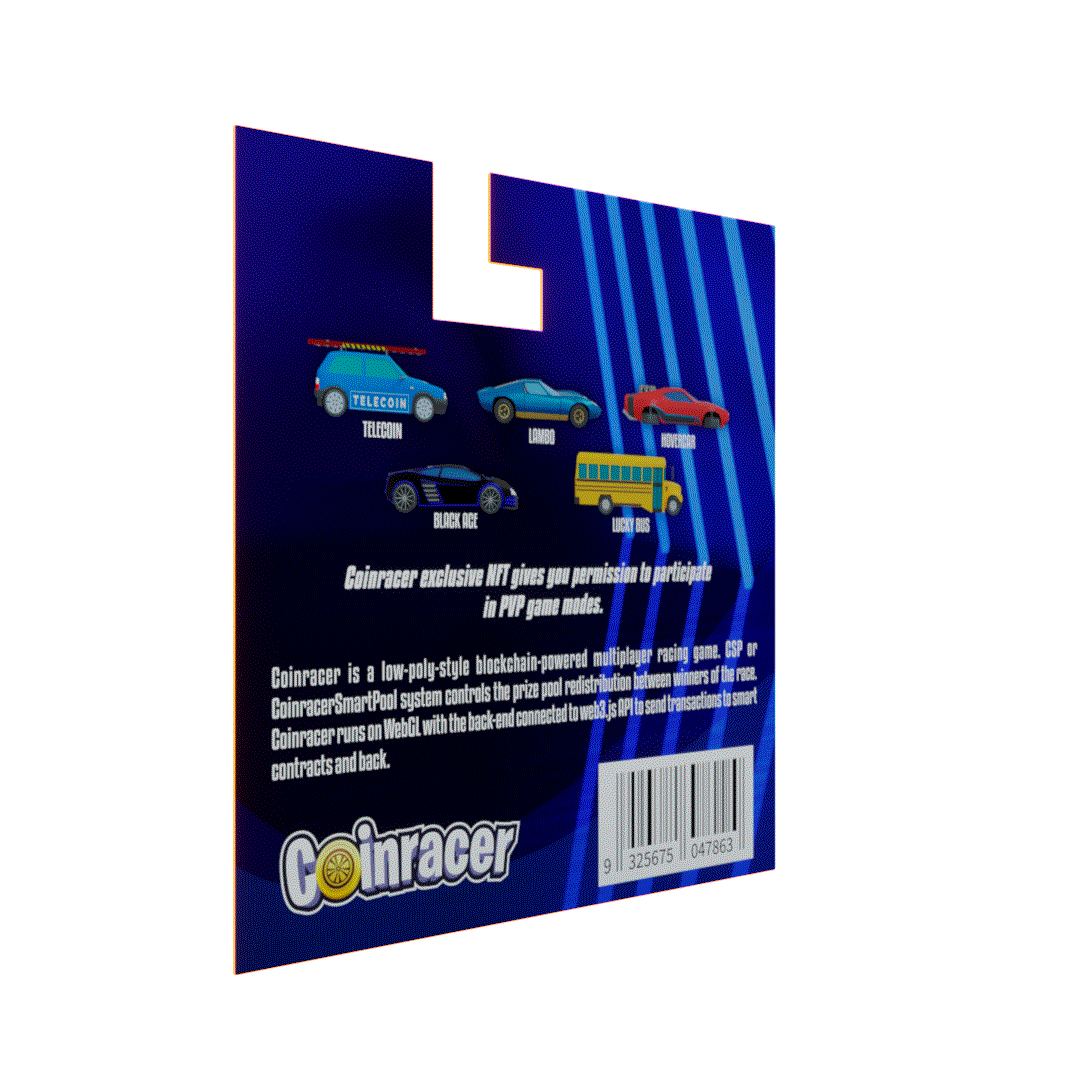 TELECOIN
TELECOIN
LAMBO
HOVERCAR
BLACK ACE
LUCKY BUS
Coinracer exclusive NFT gives you permission to participate
in PVP game modes.
Coinracer is a low-poly-style blockchain-powered multiplayer racing game. CSP or
CoinracerSmartPool system controls the prize pool redistribution between winners of the race.
Coinracer runs on WebGL with the back-end connected to web3.js API to send transactions to smart
contracts and back.
Coinracer
9 325675 047863